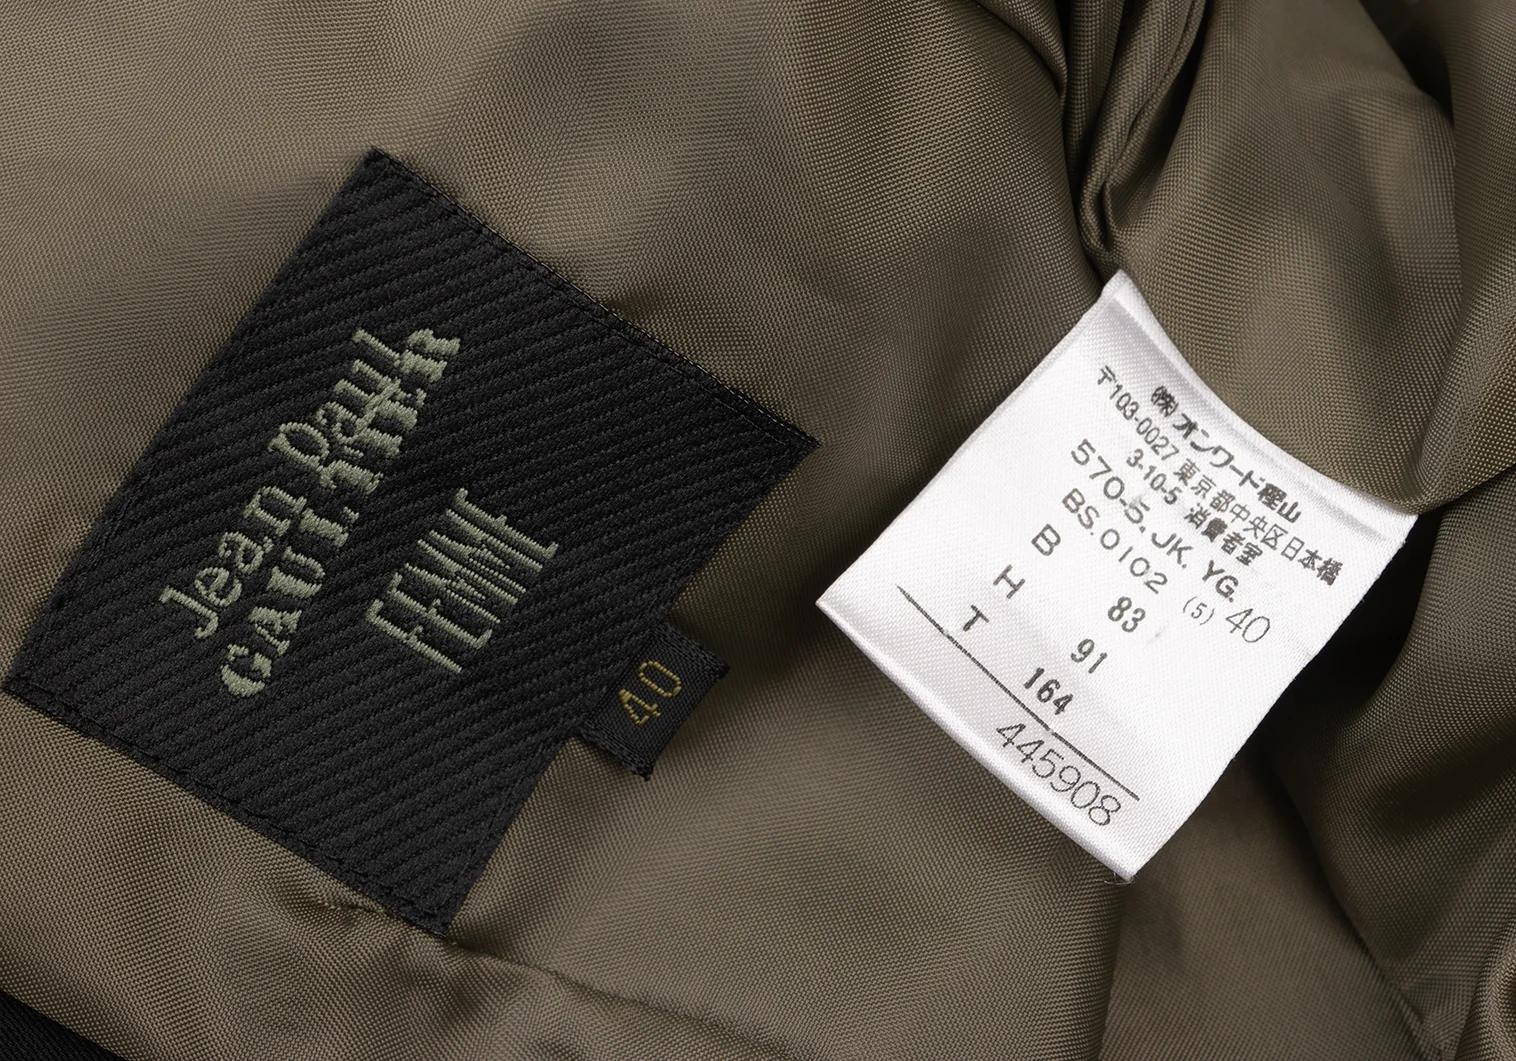 Jean Paul
GAULTIER
FEMME
40
(株)オンワード樫山
〒103-0027 東京都中央区日本橋
3-10-5 消費者室
570-5. JK. YG.
BS.0102 (5) 40
B 83
H 91
T 164
445908